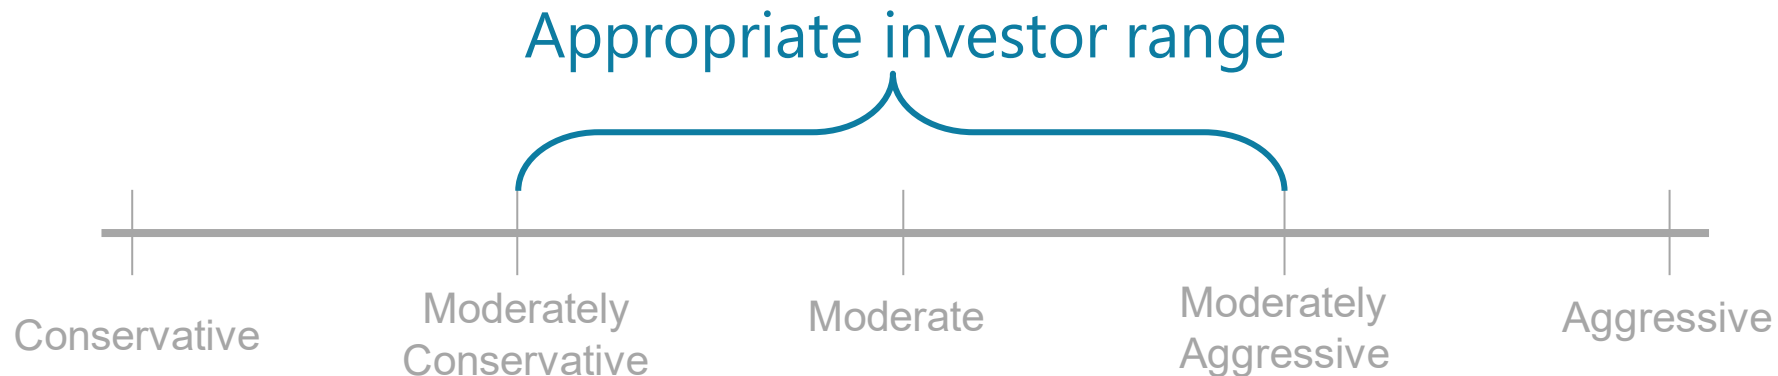 Appropriate investor range
Conservative
Moderately
Conservative
Moderate
Moderately
Aggressive
Aggressive